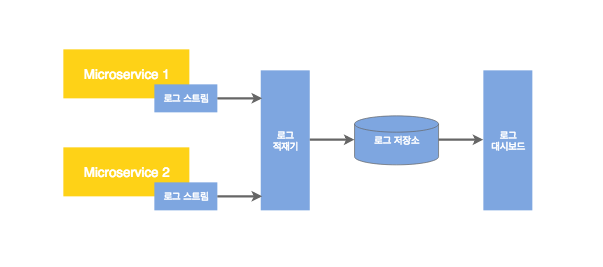 Microservice 1
로그 스트림
Microservice 2
로그 스트림
로그
적재기
로그 저장소
로그
대시보드